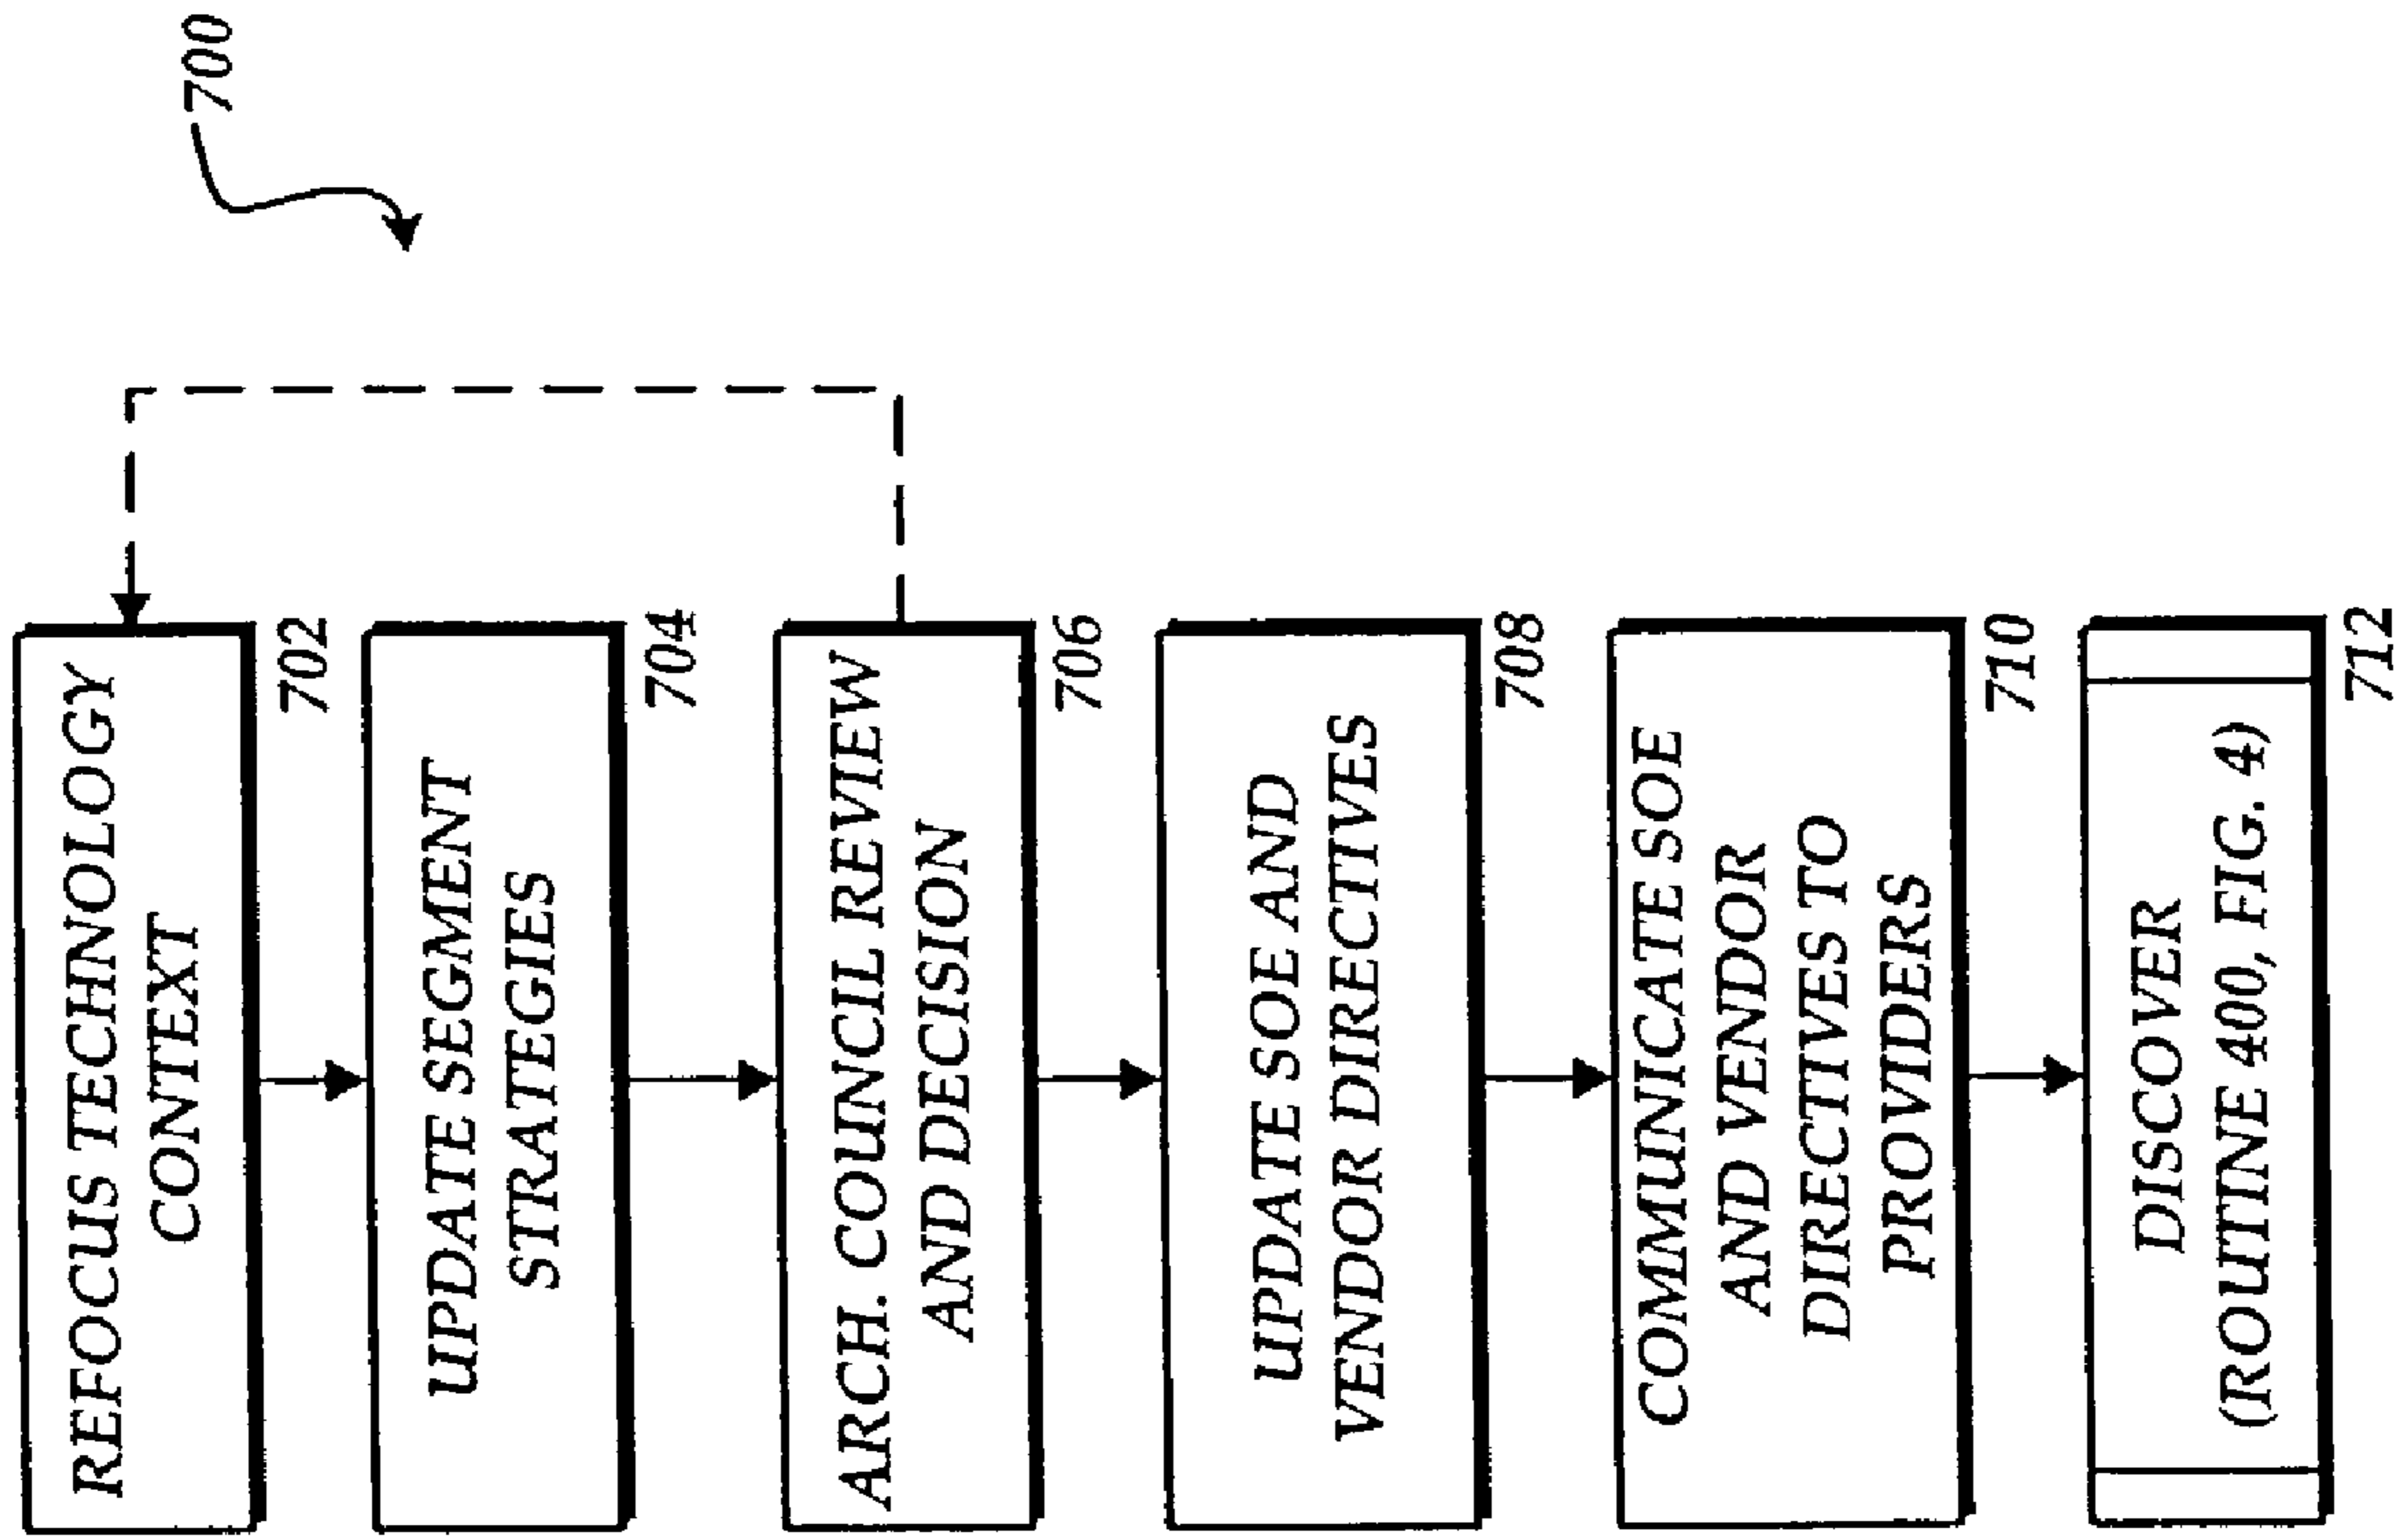 700
REFOCUS TECHNOLOGY
CONTEXT
702
UPDATE SEGMENT
STRATEGIES
704
ARCH. COUNCIL REVIEW
AND DECISION
706
UPDATE SOE AND
VENDOR DIRECTIVES
708
COMMUNICATE SOE
AND VENDOR
DIRECTIVES TO
PROVIDERS
710
DISCOVER
(ROUTINE 400, FIG. 4)
712